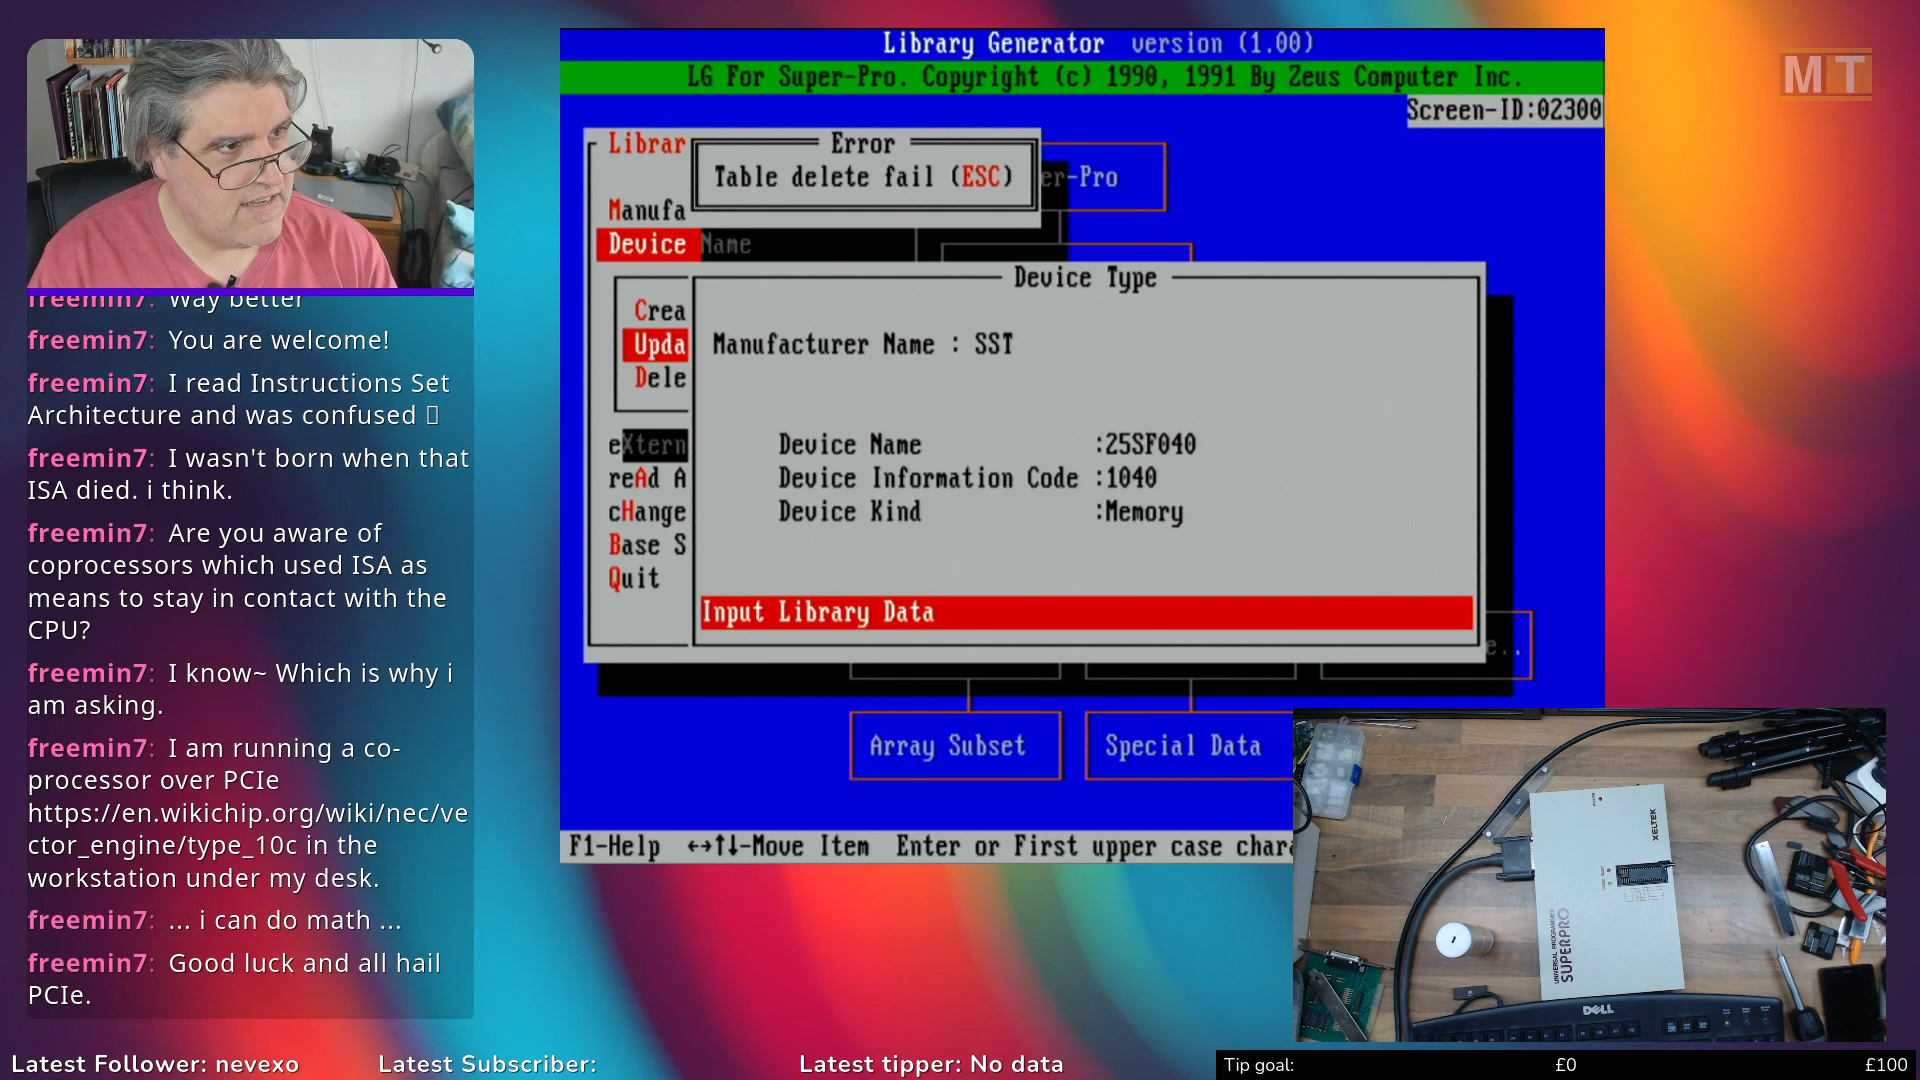 Library Generator version (1.00)
LG For Super-Pro. Copyright (c) 1990, 1991 By Zeus Computer Inc.
Screen-ID:02300
MT
Librar
Error
Table delete fail (ESC)
er-Pro
Manufa
Device Name
Device Type
Crea
Upda
Dele
Manufacturer Name : SST
eXtern
reAd A
cHange
Base S
Quit
Device Name :25SF040
Device Information Code :1040
Device Kind :Memory
Input Library Data
e..
Array Subset
Special Data
F1-Help ↔↑↓-Move Item Enter or First upper case chara
freemin7: Way better
freemin7: You are welcome!
freemin7: I read Instructions Set
Architecture and was confused
freemin7: I wasn't born when that
ISA died. i think.
freemin7: Are you aware of
coprocessors which used ISA as
means to stay in contact with the
CPU?
freemin7: I know~ Which is why i
am asking.
freemin7: I am running a co-
processor over PCIe
https://en.wikichip.org/wiki/nec/ve
ctor_engine/type_10c in the
workstation under my desk.
freemin7: ... i can do math ...
freemin7: Good luck and all hail
PCIe.
XELTEK
UNIVERSAL PROGRAMMER
SUPERPRO
DELL
Latest Follower: nevexo
Latest Subscriber:
Latest tipper: No data
Tip goal:
£0
£100